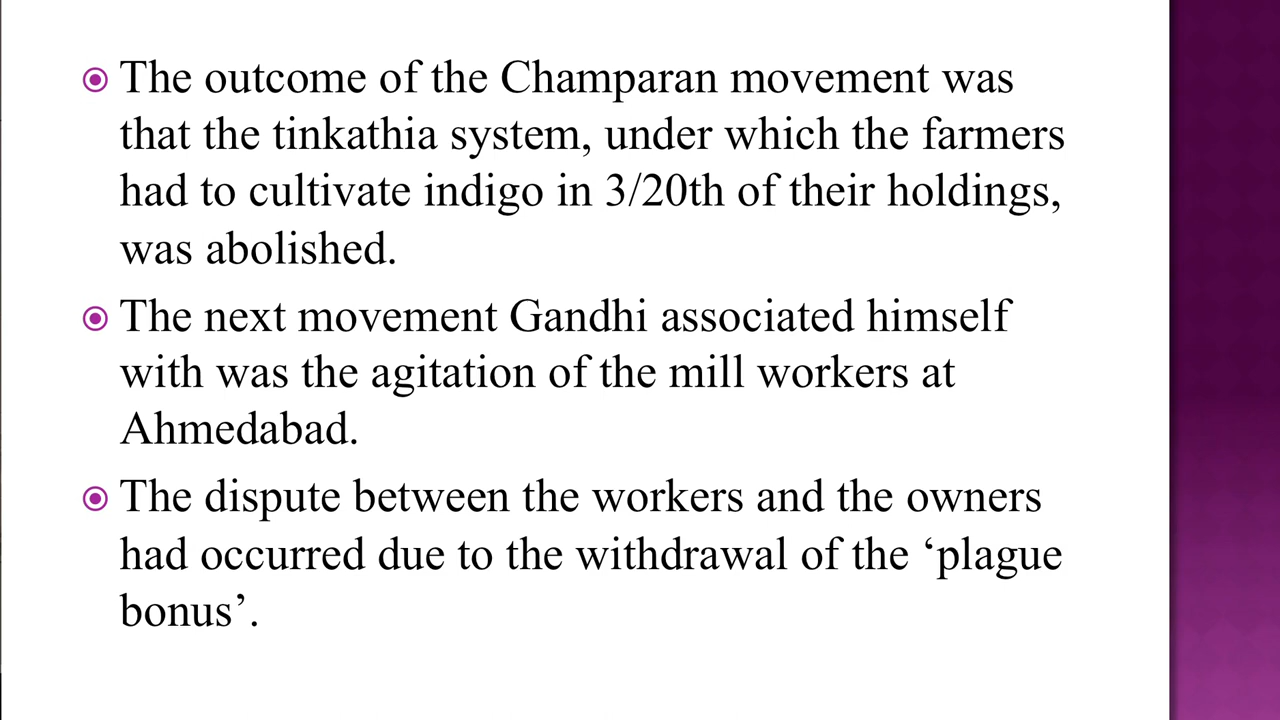 The outcome of the Champaran movement was
that the tinkathia system, under which the farmers
had to cultivate indigo in 3/20th of their holdings,
was abolished.
The next movement Gandhi associated himself
with was the agitation of the mill workers at
Ahmedabad.
The dispute between the workers and the owners
had occurred due to the withdrawal of the ‘plague
bonus’.